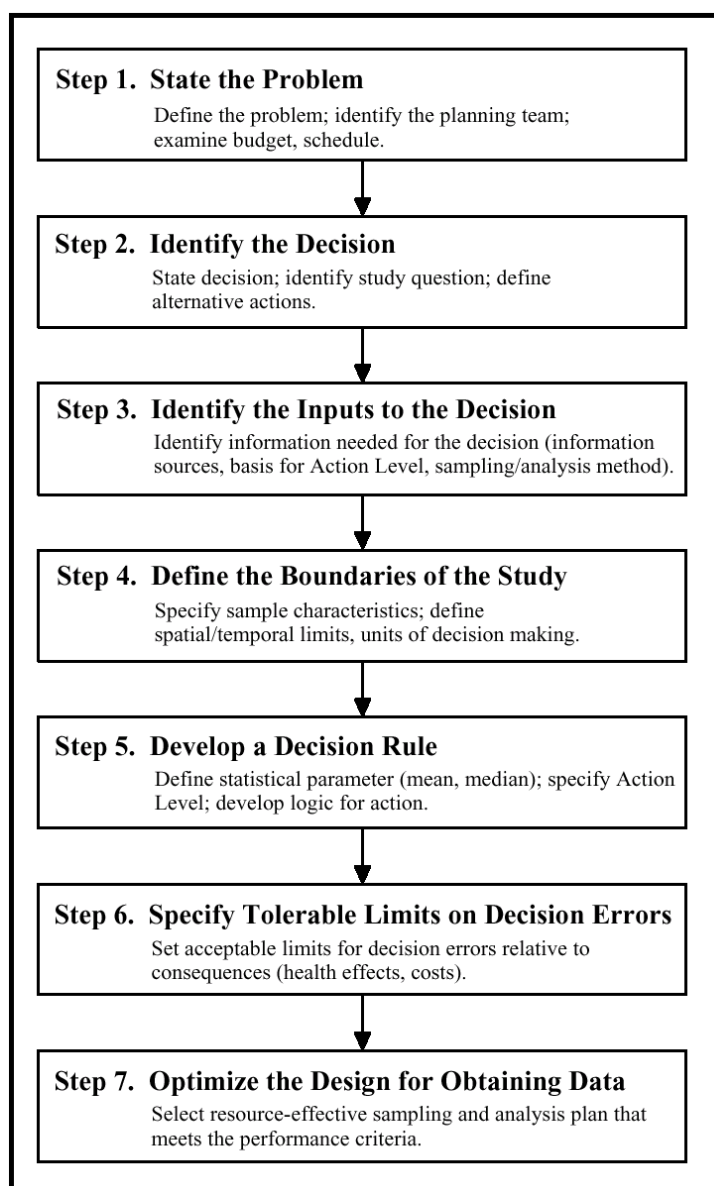 Step 1. State the Problem
Define the problem; identify the planning team;
examine budget, schedule.
Step 2. Identify the Decision
State decision; identify study question; define
alternative actions.
Step 3. Identify the Inputs to the Decision
Identify information needed for the decision (information
sources, basis for Action Level, sampling/analysis method).
Step 4. Define the Boundaries of the Study
Specify sample characteristics; define
spatial/temporal limits, units of decision making.
Step 5. Develop a Decision Rule
Define statistical parameter (mean, median); specify Action
Level; develop logic for action.
Step 6. Specify Tolerable Limits on Decision Errors
Set acceptable limits for decision errors relative to
consequences (health effects, costs).
Step 7. Optimize the Design for Obtaining Data
Select resource-effective sampling and analysis plan that
meets the performance criteria.